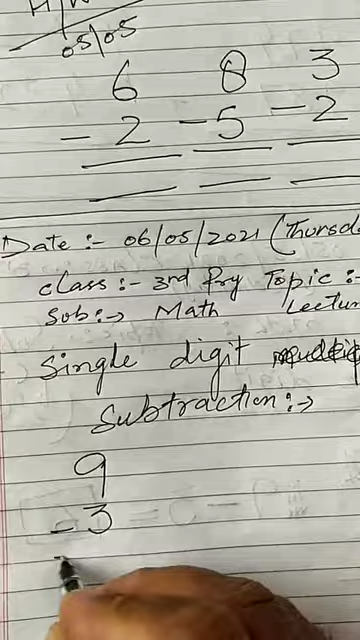 H/W
05/05
6 8 3
- 2 - 5 - 2
Date :- 06/05/2021 (Thursd
class :- 3rd Pry Topic :-
Sub :-> Math Lectur
Single digit
Subtraction :->
9
- 3